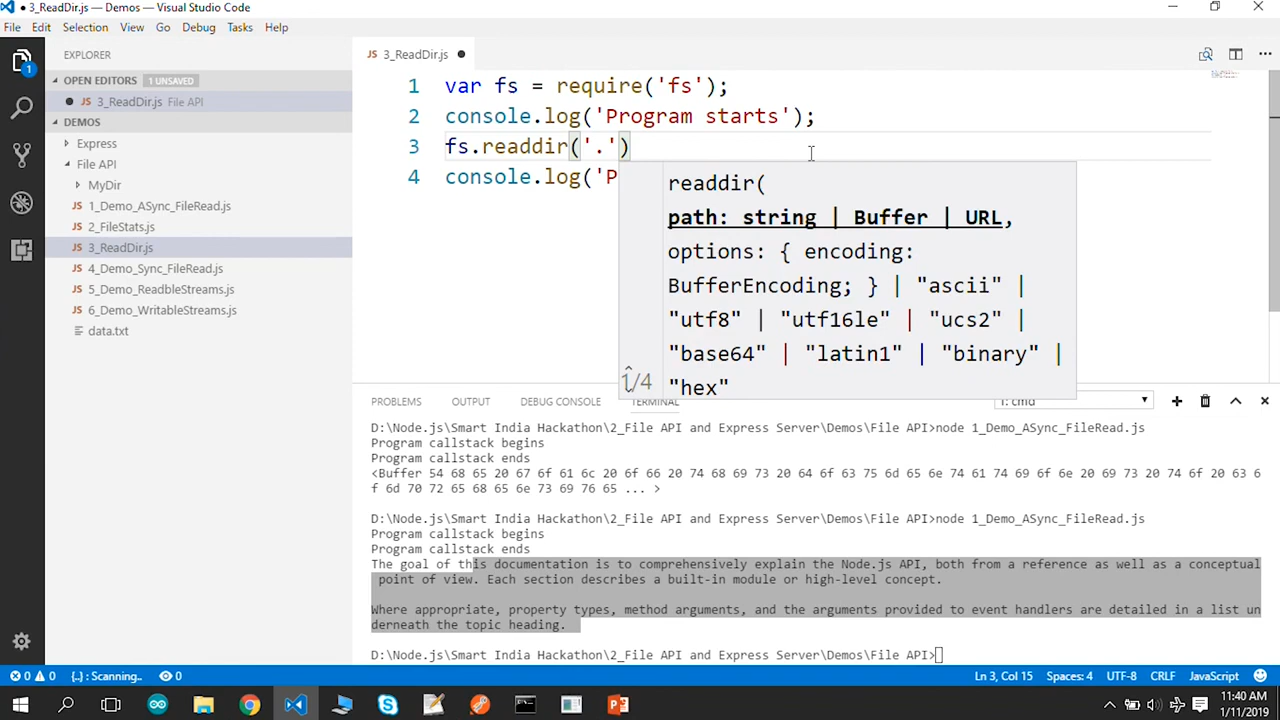 ● 3_ReadDir.js — Demos — Visual Studio Code
File Edit Selection View Go Debug Tasks Help
EXPLORER
OPEN EDITORS 1 UNSAVED
● JS 3_ReadDir.js File API
DEMOS
Express
File API
MyDir
JS 1_Demo_ASync_FileRead.js
JS 2_FileStats.js
JS 3_ReadDir.js
JS 4_Demo_Sync_FileRead.js
JS 5_Demo_ReadbleStreams.js
JS 6_Demo_WritableStreams.js
data.txt
1
JS 3_ReadDir.js ●
1 var fs = require('fs');
2 console.log('Program starts');
3 fs.readdir('.')
4 console.log('P
readdir(
path: string | Buffer | URL,
options: { encoding:
BufferEncoding; } | "ascii" |
"utf8" | "utf16le" | "ucs2" |
"base64" | "latin1" | "binary" |
"hex"
1/4
PROBLEMS OUTPUT DEBUG CONSOLE TERMINAL 1: cmd
D:\Node.js\Smart India Hackathon\2_File API and Express Server\Demos\File API>node 1_Demo_ASync_FileRead.js
Program callstack begins
Program callstack ends
<Buffer 54 68 65 20 67 6f 61 6c 20 6f 66 20 74 68 69 73 20 64 6f 63 75 6d 65 6e 74 61 74 69 6f 6e 20 69 73 20 74 6f 20 63 6
f 6d 70 72 65 68 65 6e 73 69 76 65 ... >
D:\Node.js\Smart India Hackathon\2_File API and Express Server\Demos\File API>node 1_Demo_ASync_FileRead.js
Program callstack begins
Program callstack ends
The goal of this documentation is to comprehensively explain the Node.js API, both from a reference as well as a conceptual
point of view. Each section describes a built-in module or high-level concept.
Where appropriate, property types, method arguments, and the arguments provided to event handlers are detailed in a list un
derneath the topic heading.
D:\Node.js\Smart India Hackathon\2_File API and Express Server\Demos\File API>
0 0 {..} : Scanning.. 0 Ln 3, Col 15 Spaces: 4 UTF-8 CRLF JavaScript
11:40 AM
1/11/2019